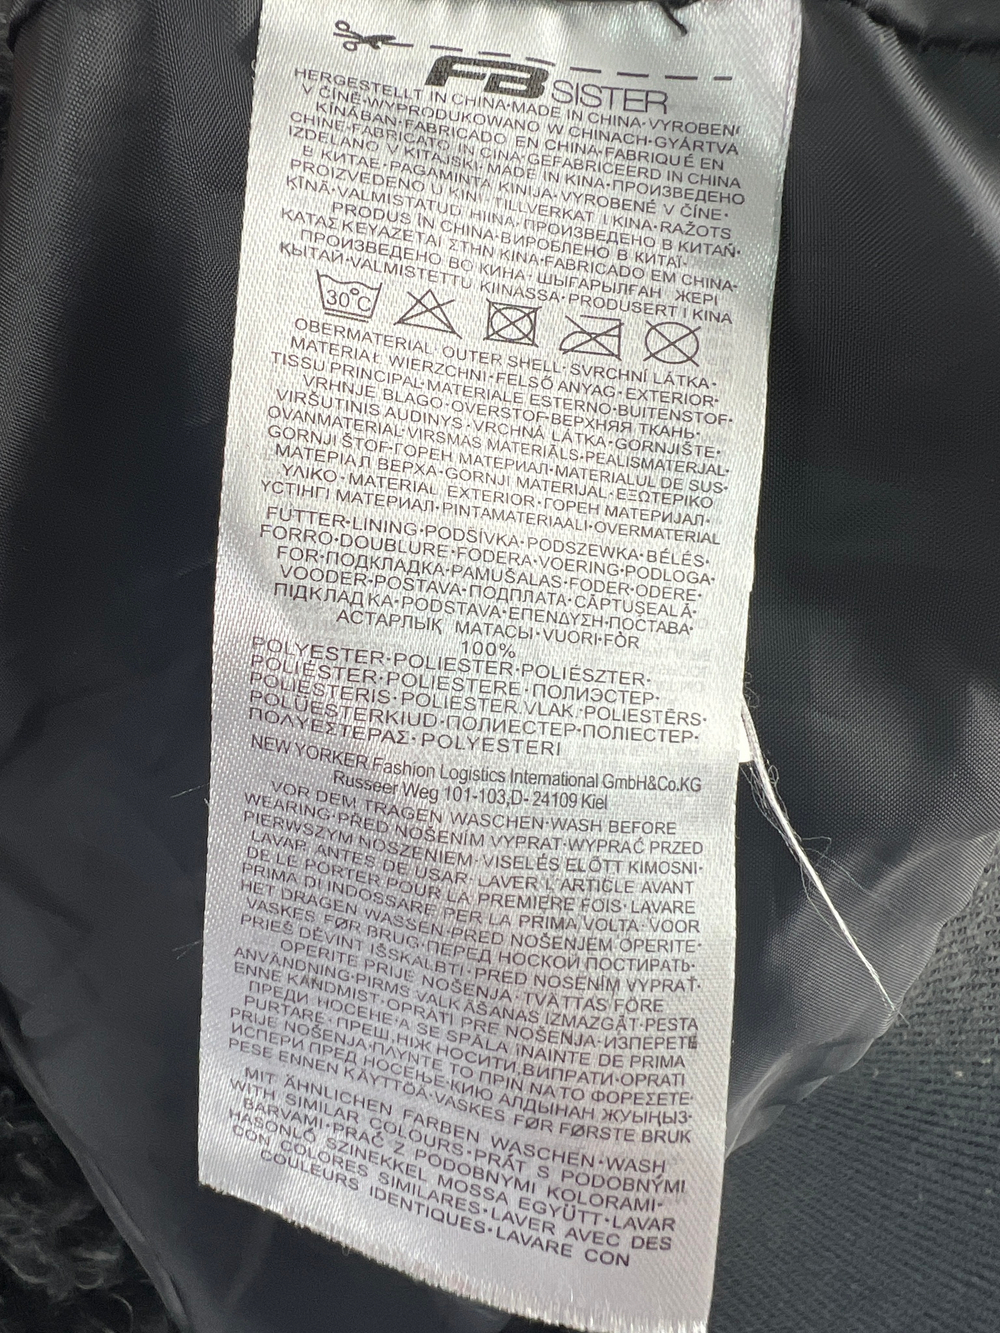 FB SISTER
HERGESTELLT IN CHINA·MADE IN CHINA·VYROBENÍ
V ČÍNĚ·WYPRODUKOWANO W CHINACH·GYÁRTVA
KÍNÁBAN·FABRICADO EN CHINA·FABRIQUÉ EN
CHINE·FABRICATO IN CINA·GEFABRICEERD IN CHINA
IZDELANO V KITAJSKI·MADE IN KINA·ПРОИЗВЕДЕНО
В КИТАЕ·PAGAMINTA KINIJA·VYROBENÉ V ČÍNE·
PROIZVEDENO U KINI·TILLVERKAT I KINA·RAŽOTS
ĶĪNĀ·VALMISTATUD HIINA·ПРОИЗВЕДЕНО В КИТАЙ·
PRODUS ÎN CHINA·ВИРОБЛЕНО В КИТАЇ·
ΚΑΤΑΣΚΕΥΑΖΕΤΑΙ ΣΤΗΝ ΚΙΝΑ·FABRICADO EM CHINA·
ПРОИЗВЕДЕНО ВО КИНА·ШЫҒАРЫЛҒАН ЖЕРІ
ҚЫТАЙ·VALMISTETTU KIINASSA·PRODUSERT I KINA
30°C
OBERMATERIAL·OUTER SHELL·SVRCHNÍ LÁTKA·
MATERIAŁ WIERZCHNI·FELSŐ ANYAG·EXTERIOR·
TISSU PRINCIPAL·MATERIALE ESTERNO·BUITENSTOF·
VRHNJE BLAGO·OVERSTOF·ВЕРХНЯЯ ТКАНЬ·
VIRŠUTINIS AUDINYS·VRCHNÁ LÁTKA·GORNJIŠTE·
OVANMATERIAL·VIRSMAS MATERIĀLS·PEALISMATERJAL·
GORNJI ŠTOF·ГОРЕН МАТЕРИАЛ·MATERIALUL DE SUS·
МАТЕРІАЛ ВЕРХА·GORNJI MATERIJAL·ΕΞΩΤΕΡΙΚΟ
ΥΛΙΚΟ·MATERIAL EXTERIOR·ГОРЕН МАТЕРИЈАЛ·
ҮСТІҢГІ МАТЕРИАЛ·PINTAMATERIAALI·OVERMATERIAL
FUTTER·LINING·PODŠÍVKA·PODSZEWKA·BÉLÉS·
FORRO·DOUBLURE·FODERA·VOERING·PODLOGA·
FOR·ПОДКЛАДКА·PAMUŠALAS·FODER·ODERE·
VOODER·POSTAVA·ПОДПЛАТА·CĂPTUȘEALĂ·
ПІДКЛАДКА·PODSTAVA·ΕΠΕΝΔΥΣΗ·ПОСТАВА·
АСТАРЛЫҚ МАТАСЫ·VUORI·FÔR
100%
POLYESTER·POLIESTER·POLIÉSZTER·
POLIÉSTER·POLIESTERE·ПОЛИЭСТЕР·
POLIESTERIS·POLIESTER.VLAK·POLIESTĒRS·
POLÜESTERKIUD·ПОЛИЕСТЕР·ПОЛІЕСТЕР·
ΠΟΛΥΕΣΤΕΡΑΣ·POLYESTERI
NEW YORKER Fashion Logistics International GmbH&Co.KG
Russeer Weg 101-103,D- 24109 Kiel
VOR DEM TRAGEN WASCHEN·WASH BEFORE
WEARING·PŘED NOŠENÍM VYPRAT·WYPRAĆ PRZED
PIERWSZYM NOSZENIEM·VISELÉS ELŐTT KIMOSNI·
LAVAR ANTES DE USAR·LAVER L'ARTICLE AVANT
DE LE PORTER POUR LA PREMIÈRE FOIS·LAVARE
PRIMA DI INDOSSARE PER LA PRIMA VOLTA·VOOR
HET DRAGEN WASSEN·PRED NOŠENJEM OPERITE·
VASKES FØR BRUG·ПЕРЕД НОСКОЙ ПОСТИРАТЬ·
PRIEŠ DĖVINT IŠSKALBTI·PRED NOSENÍM VYPRAŤ·
OPERITE PRIJE NOŠENJA·TVÄTTAS FÖRE
ANVÄNDNING·PIRMS VALKĀŠANAS IZMAZGĀT·PESTA
ENNE KANDMIST·OPRATI PRE NOŠENJA·ИЗПЕРЕТЕ
ПРЕДИ НОСЕНЕ·A SE SPĂLA ÎNAINTE DE PRIMA
PURTARE·ПРЕШ,НІЖ НОСИТИ,ВИПРАТИ·OPRATI
PRIJE NOŠENJA·ΠΛΥΝΤΕ ΤΟ ΠΡΙΝ ΝΑ ΤΟ ΦΟΡΕΣΕΤΕ·
ИСПЕРИ ПРЕД НОСЕЊЕ·КИЮ АЛДЫНАН ЖУЫҢЫЗ·
PESE ENNEN KÄYTTÖÄ·VASKES FØR FØRSTE BRUK
MIT ÄHNLICHEN FARBEN WASCHEN·WASH
WITH SIMILAR COLOURS·PRÁT S PODOBNÝMI
BARVAMI·PRAĆ Z PODOBNYMI KOLORAMI·
HASONLÓ SZINEKKEL MOSSA EGYÜTT·LAVAR
CON COLORES SIMILARES·LAVER AVEC DES
COULEURS IDENTIQUES·LAVARE CON